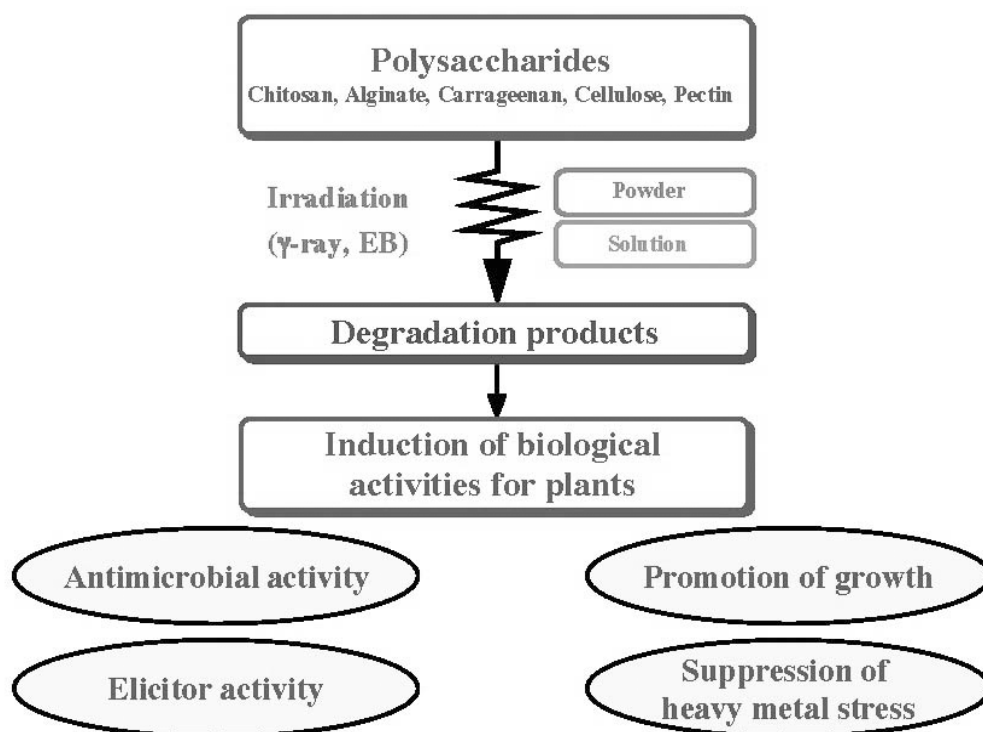 Polysaccharides
Chitosan, Alginate, Carrageenan, Cellulose, Pectin
Irradiation
(γ-ray, EB)
Powder
Solution
Degradation products
Induction of biological
activities for plants
Antimicrobial activity
Promotion of growth
Elicitor activity
Suppression of
heavy metal stress